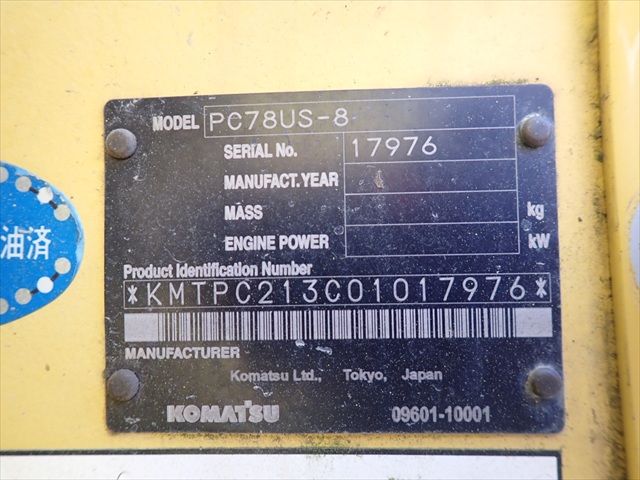 MODEL PC78US-8
SERIAL No. 17976
MANUFACT.YEAR
MASS kg
ENGINE POWER kW
Product Identification Number
*KMTPC213C01017976*
MANUFACTURER
Komatsu Ltd., Tokyo, Japan
KOMATSU 09601-10001
油済